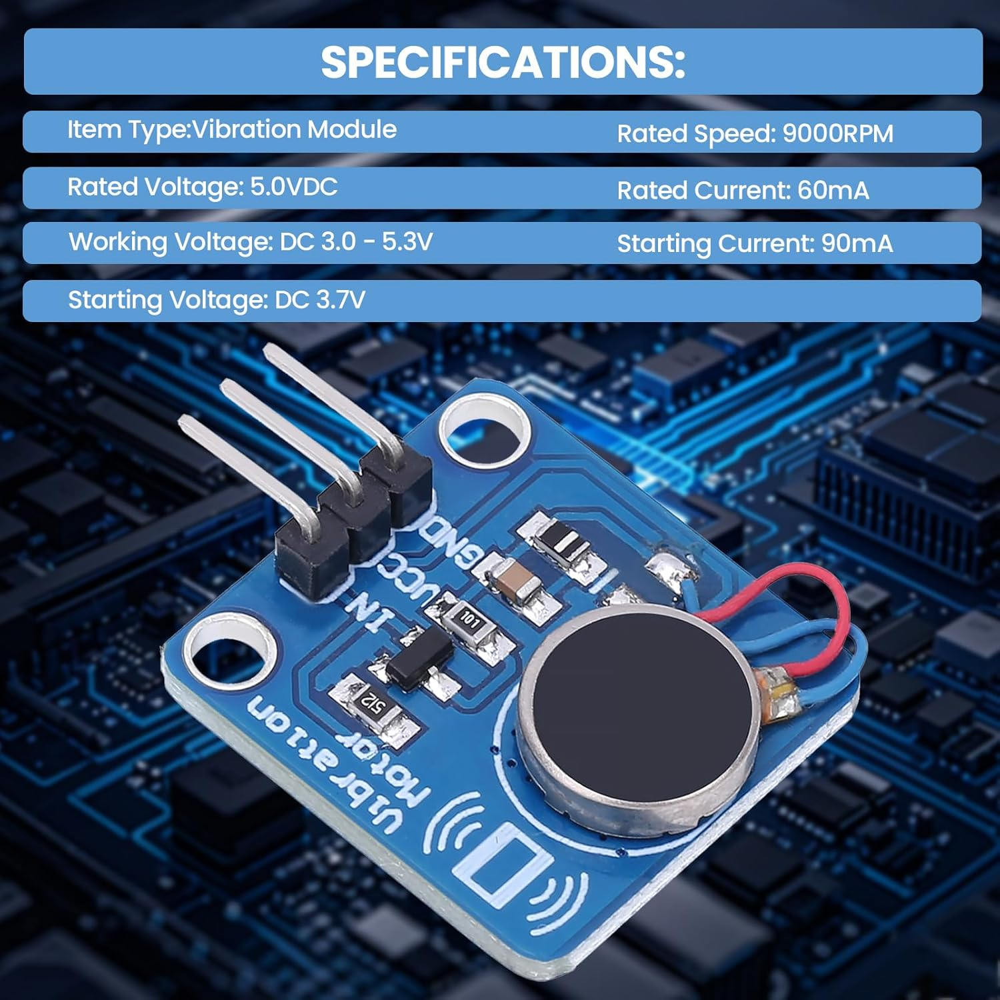 SPECIFICATIONS:
Item Type:Vibration Module
Rated Speed: 9000RPM
Rated Voltage: 5.0VDC
Rated Current: 60mA
Working Voltage: DC 3.0 - 5.3V
Starting Current: 90mA
Starting Voltage: DC 3.7V
GND
VCC
IN
101
512
Vibration
Motor